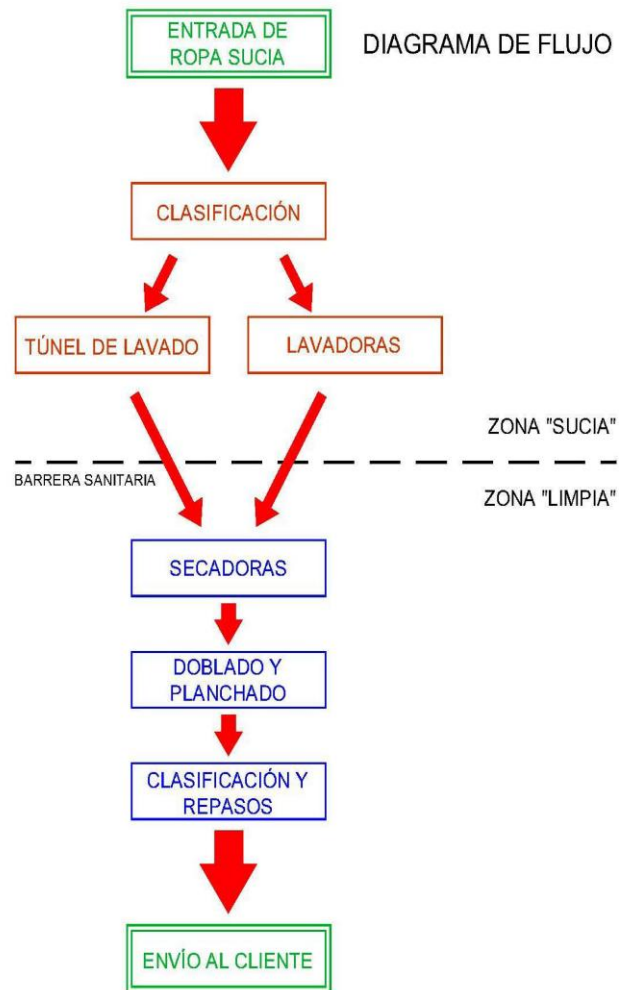 ENTRADA DE
ROPA SUCIA
DIAGRAMA DE FLUJO
CLASIFICACIÓN
TÚNEL DE LAVADO
LAVADORAS
ZONA "SUCIA"
BARRERA SANITARIA
ZONA "LIMPIA"
SECADORAS
DOBLADO Y
PLANCHADO
CLASIFICACIÓN Y
REPASOS
ENVÍO AL CLIENTE